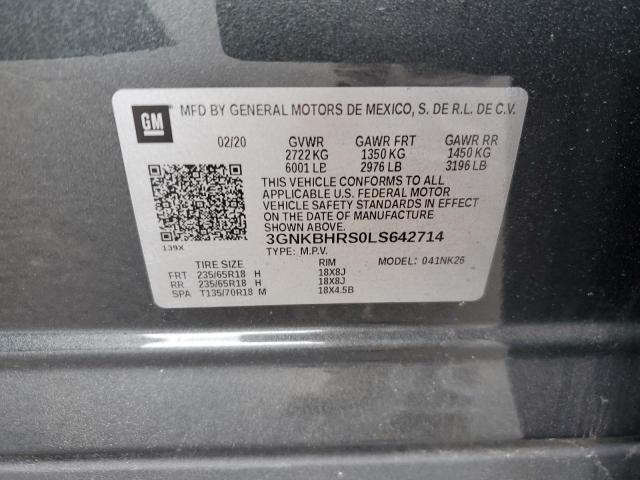 GM MFD BY GENERAL MOTORS DE MEXICO, S. DE R.L. DE C.V.
02/20 GVWR GAWR FRT GAWR RR
2722 KG 1350 KG 1450 KG
6001 LB 2976 LB 3196 LB
THIS VEHICLE CONFORMS TO ALL
APPLICABLE U.S. FEDERAL MOTOR
VEHICLE SAFETY STANDARDS IN EFFECT
ON THE DATE OF MANUFACTURE
SHOWN ABOVE.
3GNKBHRS0LS642714
139X TYPE: M.P.V.
TIRE SIZE RIM MODEL: 041NK26
FRT 235/65R18 H 18X8J
RR 235/65R18 H 18X8J
SPA T135/70R18 M 18X4.5B